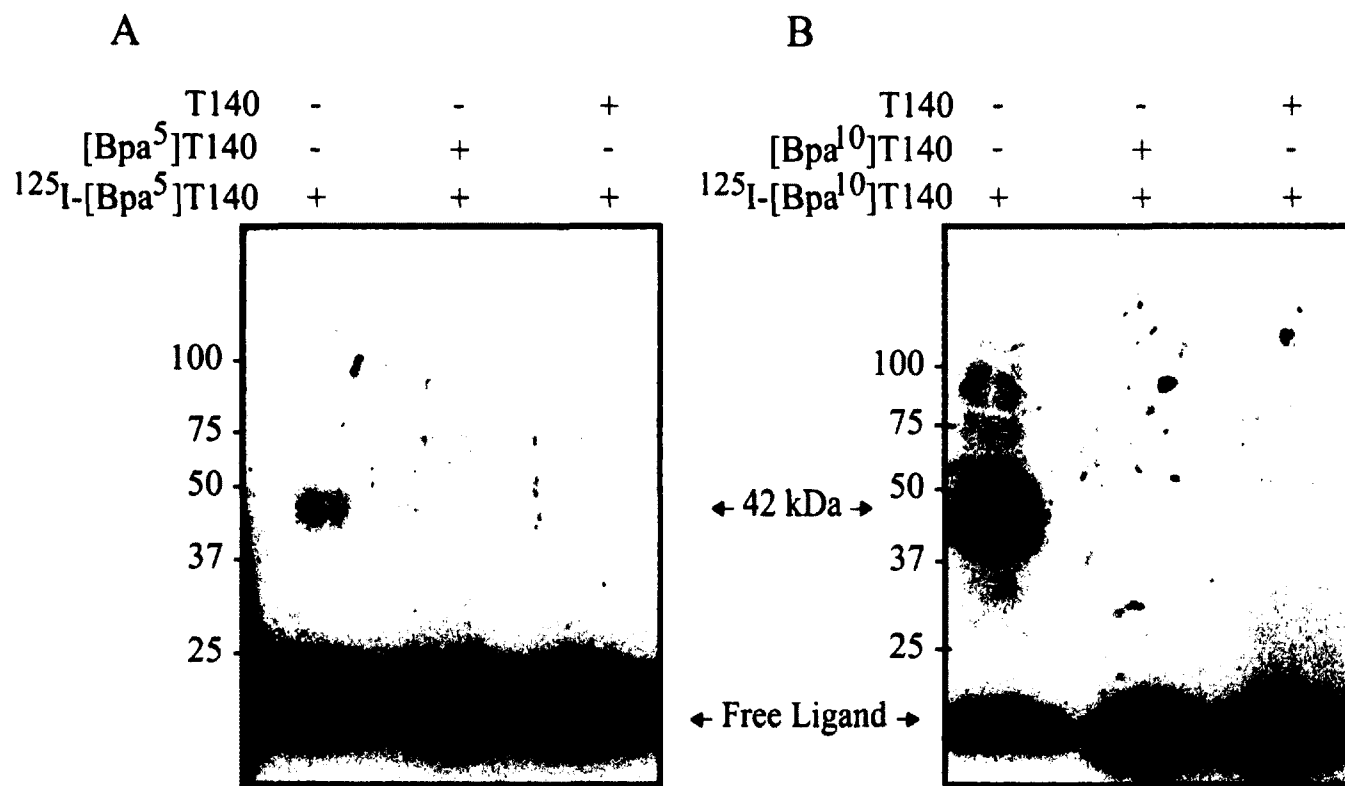 A
T140 - - +
[Bpa⁵]T140 - + -
¹²⁵I-[Bpa⁵]T140 + + +
100
75
50
37
25
B
T140 - - +
[Bpa¹⁰]T140 - + -
¹²⁵I-[Bpa¹⁰]T140 + + +
100
75
50
37
25
← 42 kDa →
← Free Ligand →